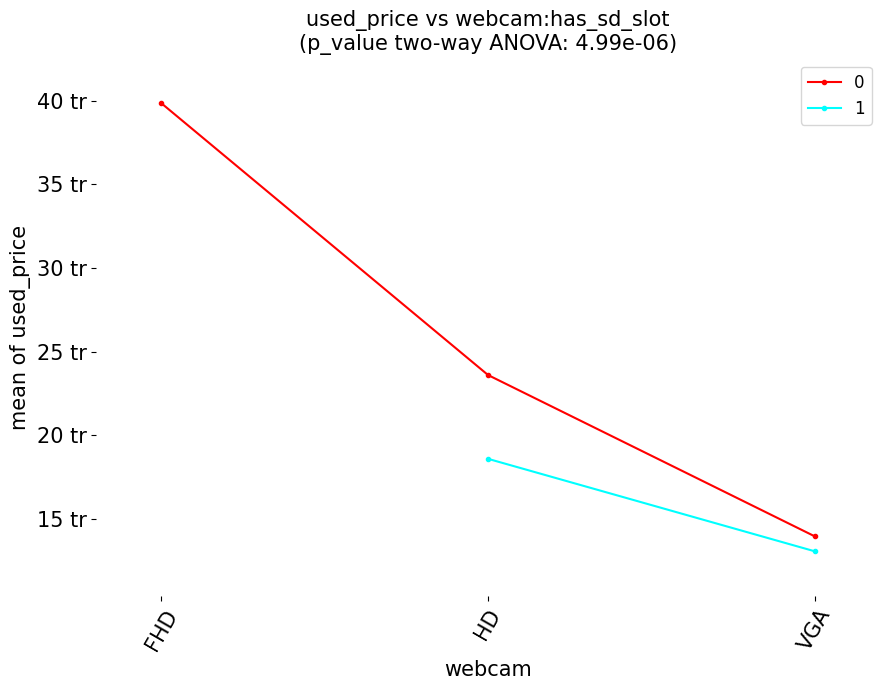 used_price vs webcam:has_sd_slot
(p_value two-way ANOVA: 4.99e-06)
0
1
40 tr
35 tr
30 tr
25 tr
20 tr
15 tr
mean of used_price
FHD
HD
VGA
webcam